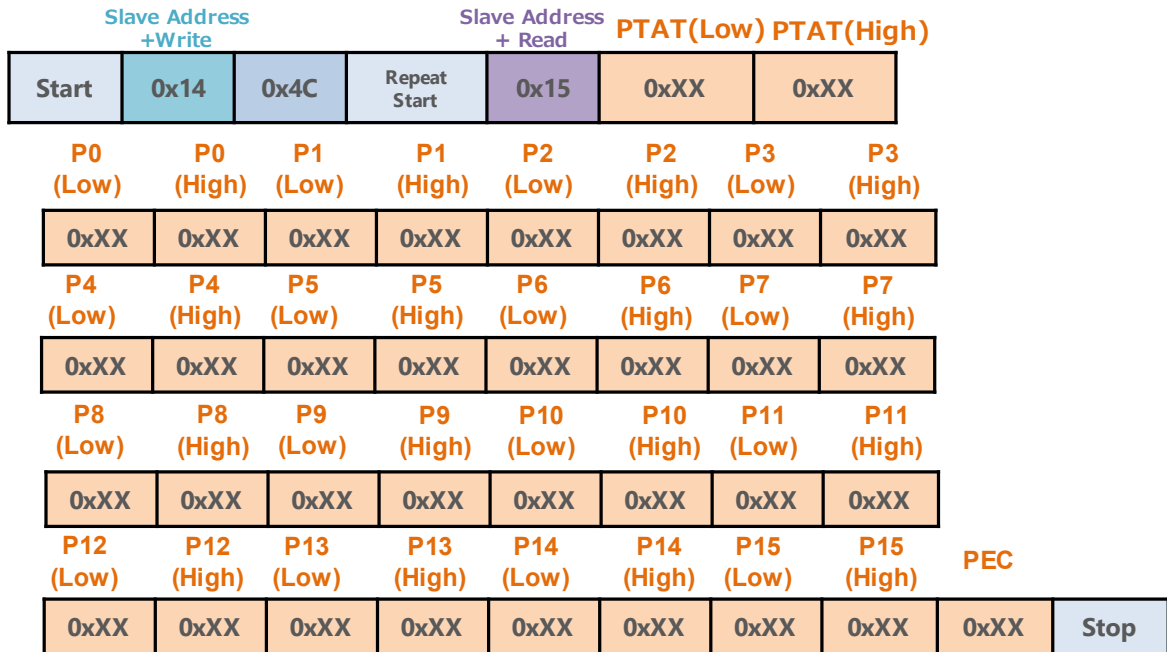 Slave Address
+Write
Slave Address
+ Read
PTAT(Low) PTAT(High)
Start 0x14 0x4C Repeat Start 0x15 0xXX 0xXX
P0 P0 P1 P1 P2 P2 P3 P3
(Low) (High) (Low) (High) (Low) (High) (Low) (High)
0xXX 0xXX 0xXX 0xXX 0xXX 0xXX 0xXX 0xXX
P4 P4 P5 P5 P6 P6 P7 P7
(Low) (High) (Low) (High) (Low) (High) (Low) (High)
0xXX 0xXX 0xXX 0xXX 0xXX 0xXX 0xXX 0xXX
P8 P8 P9 P9 P10 P10 P11 P11
(Low) (High) (Low) (High) (Low) (High) (Low) (High)
0xXX 0xXX 0xXX 0xXX 0xXX 0xXX 0xXX 0xXX
P12 P12 P13 P13 P14 P14 P15 P15 PEC
(Low) (High) (Low) (High) (Low) (High) (Low) (High)
0xXX 0xXX 0xXX 0xXX 0xXX 0xXX 0xXX 0xXX 0xXX Stop